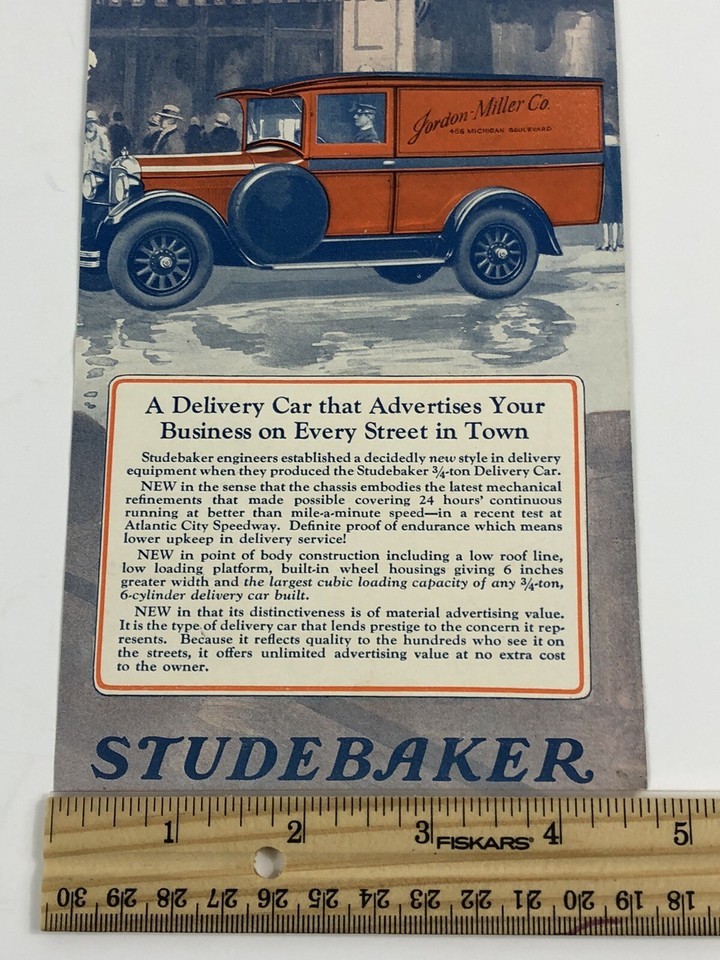 Jordon-Miller Co.
456 MICHIGAN BOULEVARD
A Delivery Car that Advertises Your
Business on Every Street in Town
Studebaker engineers established a decidedly new style in delivery
equipment when they produced the Studebaker ¾-ton Delivery Car.
NEW in the sense that the chassis embodies the latest mechanical
refinements that made possible covering 24 hours' continuous
running at better than mile-a-minute speed—in a recent test at
Atlantic City Speedway. Definite proof of endurance which means
lower upkeep in delivery service!
NEW in point of body construction including a low roof line,
low loading platform, built-in wheel housings giving 6 inches
greater width and the largest cubic loading capacity of any ¾-ton,
6-cylinder delivery car built.
NEW in that its distinctiveness is of material advertising value.
It is the type of delivery car that lends prestige to the concern it rep-
resents. Because it reflects quality to the hundreds who see it on
the streets, it offers unlimited advertising value at no extra cost
to the owner.
STUDEBAKER
1 2 3 FISKARS® 4 5
30 29 28 27 26 25 24 23 22 21 20 19 18